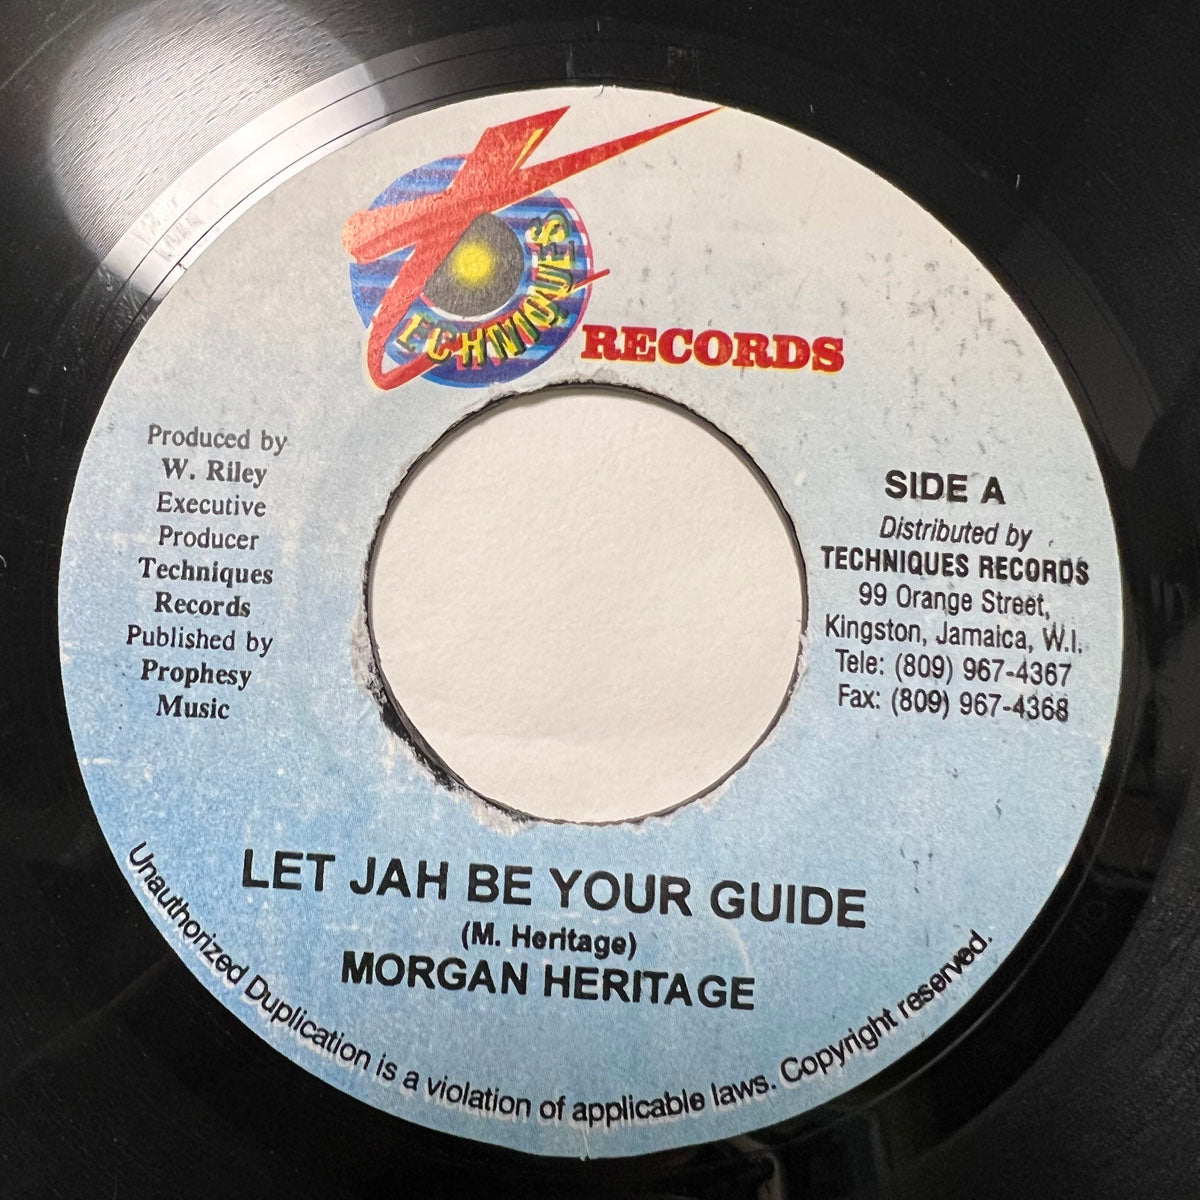 TECHNIQUES
RECORDS
Produced by
W. Riley
Executive
Producer
Techniques
Records
Published by
Prophesy
Music
SIDE A
Distributed by
TECHNIQUES RECORDS
99 Orange Street,
Kingston, Jamaica, W.I.
Tele: (809) 967-4367
Fax: (809) 967-4368
LET JAH BE YOUR GUIDE
(M. Heritage)
MORGAN HERITAGE
Unauthorized Duplication is a violation of applicable laws. Copyright reserved.